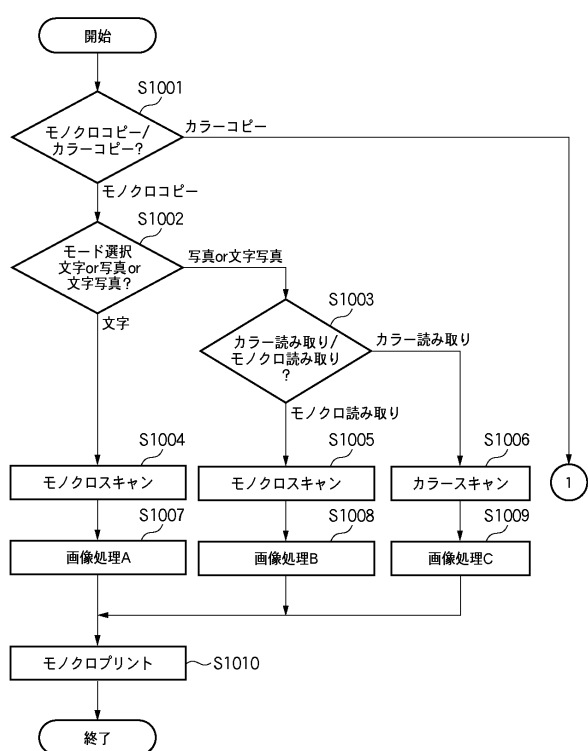 開始
S1001
モノクロコピー/
カラーコピー?
カラーコピー
モノクロコピー
S1002
モード選択
文字or写真or
文字写真?
写真or文字写真
文字
S1003
カラー読み取り/
モノクロ読み取り
?
カラー読み取り
モノクロ読み取り
S1004
モノクロスキャン
S1005
モノクロスキャン
S1006
カラースキャン
1
S1007
画像処理A
S1008
画像処理B
S1009
画像処理C
モノクロプリント
S1010
終了